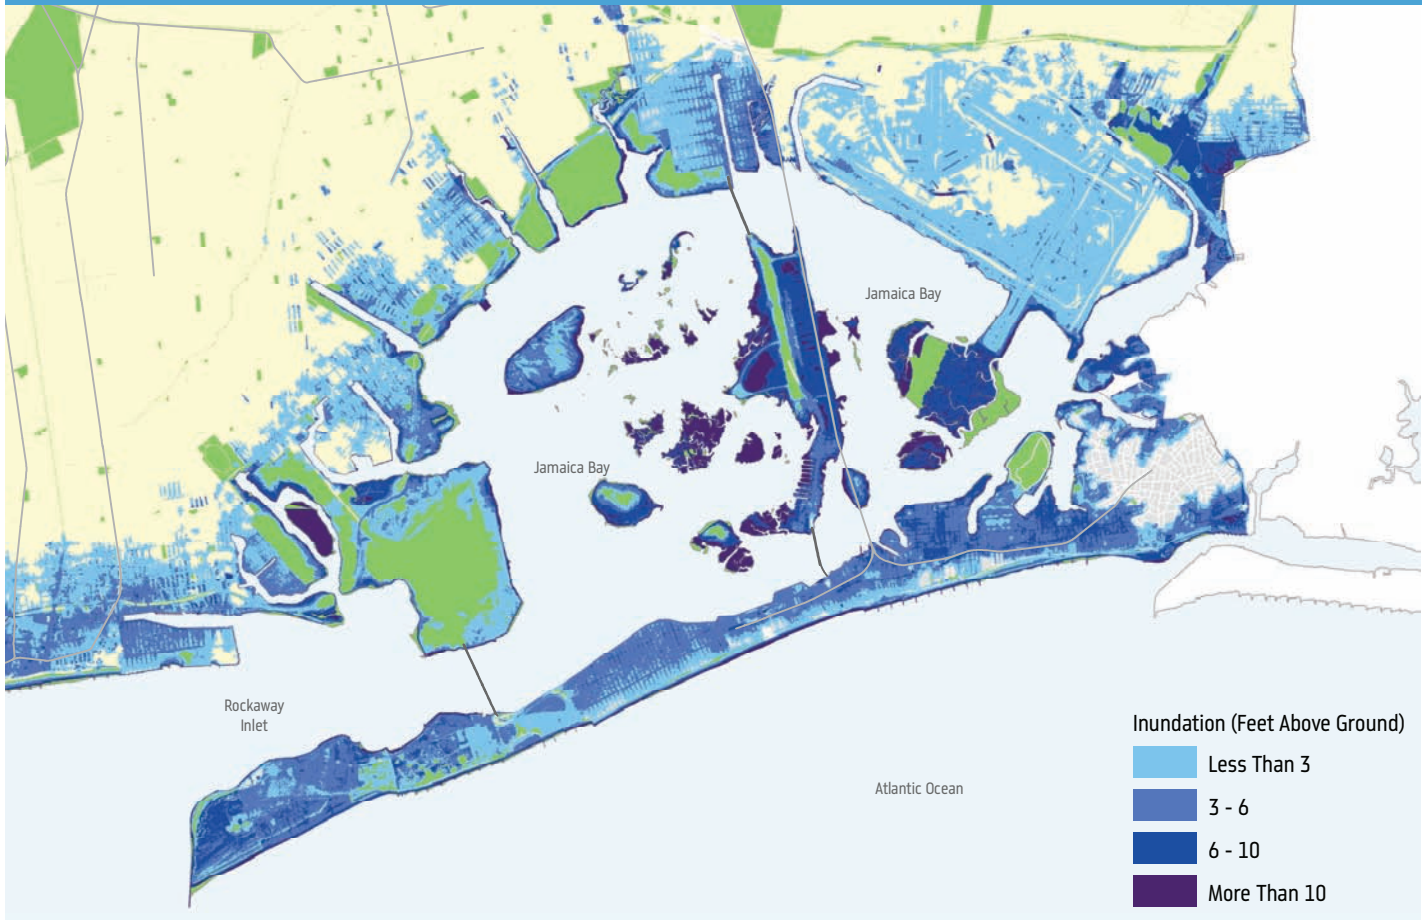 Jamaica Bay
Jamaica Bay
Rockaway
Inlet
Atlantic Ocean
Inundation (Feet Above Ground)
Less Than 3
3 - 6
6 - 10
More Than 10